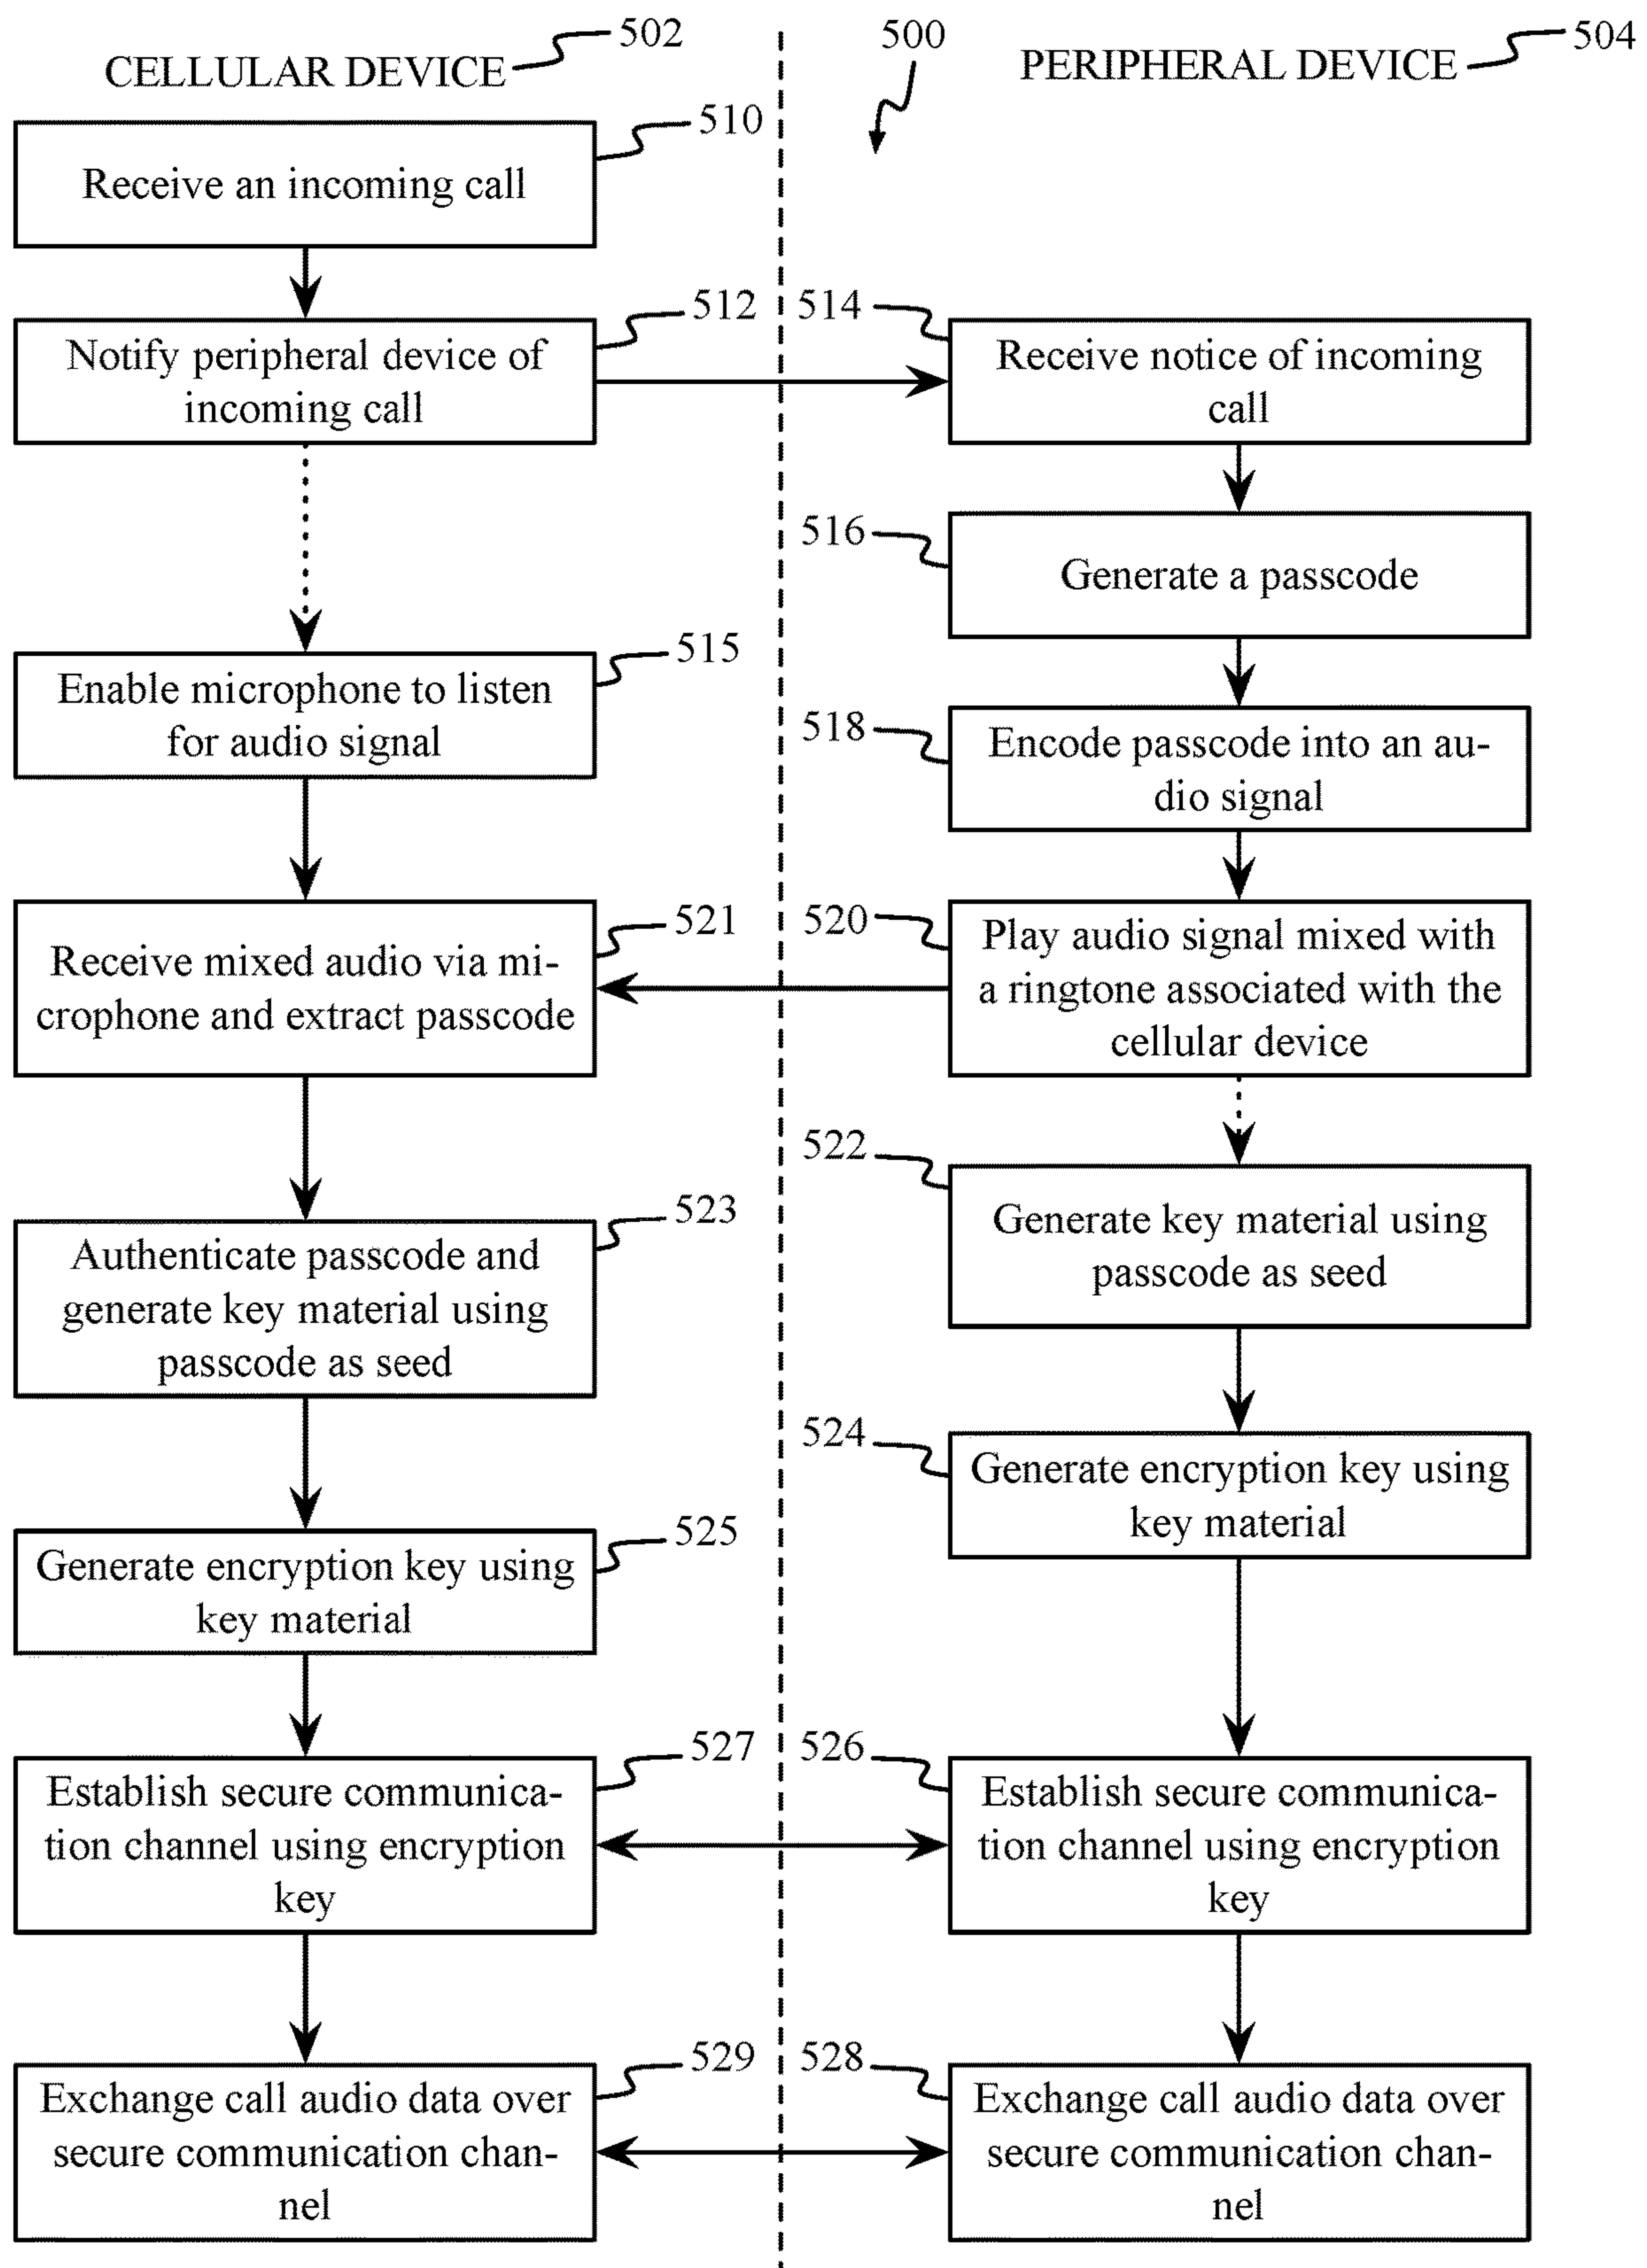 CELLULAR DEVICE
502
500
PERIPHERAL DEVICE
504
510
Receive an incoming call
512
Notify peripheral device of
incoming call
514
Receive notice of incoming
call
516
Generate a passcode
515
Enable microphone to listen
for audio signal
518
Encode passcode into an au-
dio signal
521
Receive mixed audio via mi-
crophone and extract passcode
520
Play audio signal mixed with
a ringtone associated with the
cellular device
522
Generate key material using
passcode as seed
523
Authenticate passcode and
generate key material using
passcode as seed
524
Generate encryption key using
key material
525
Generate encryption key using
key material
527
Establish secure communica-
tion channel using encryption
key
526
Establish secure communica-
tion channel using encryption
key
529
Exchange call audio data over
secure communication chan-
nel
528
Exchange call audio data over
secure communication chan-
nel